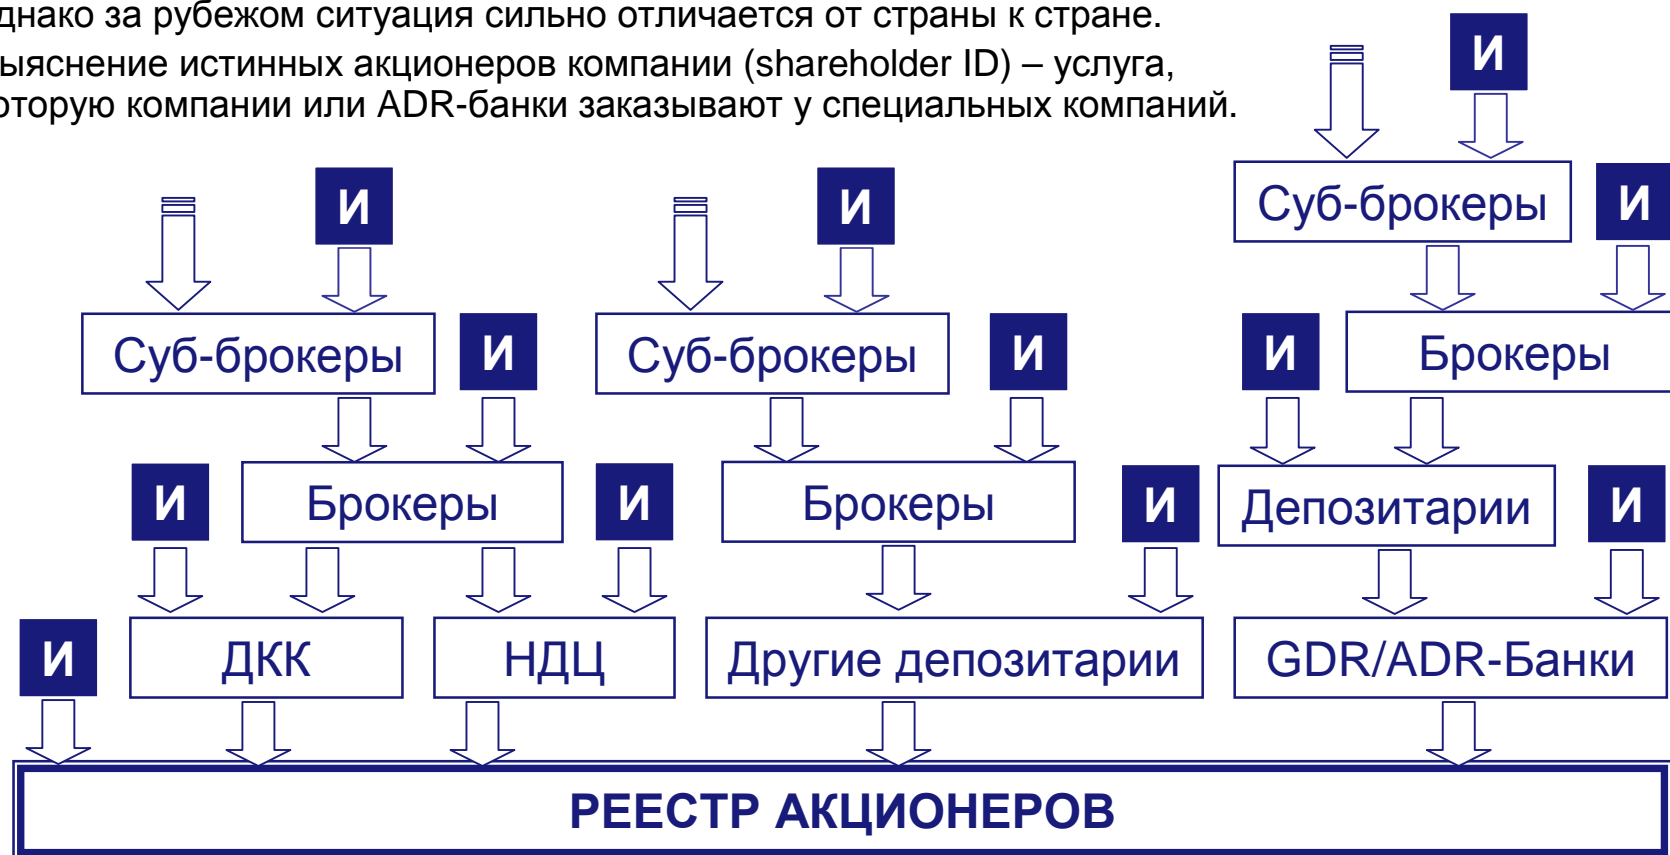 днако за рубежом ситуация сильно отличается от страны к стране.
ыяснение истинных акционеров компании (shareholder ID) – услуга,
оторую компании или ADR-банки заказывают у специальных компаний.
И
И И Суб-брокеры И
Суб-брокеры И Суб-брокеры И И Брокеры
И Брокеры И Брокеры И Депозитарии И
И ДКК НДЦ Другие депозитарии GDR/ADR-Банки
РЕЕСТР АКЦИОНЕРОВ